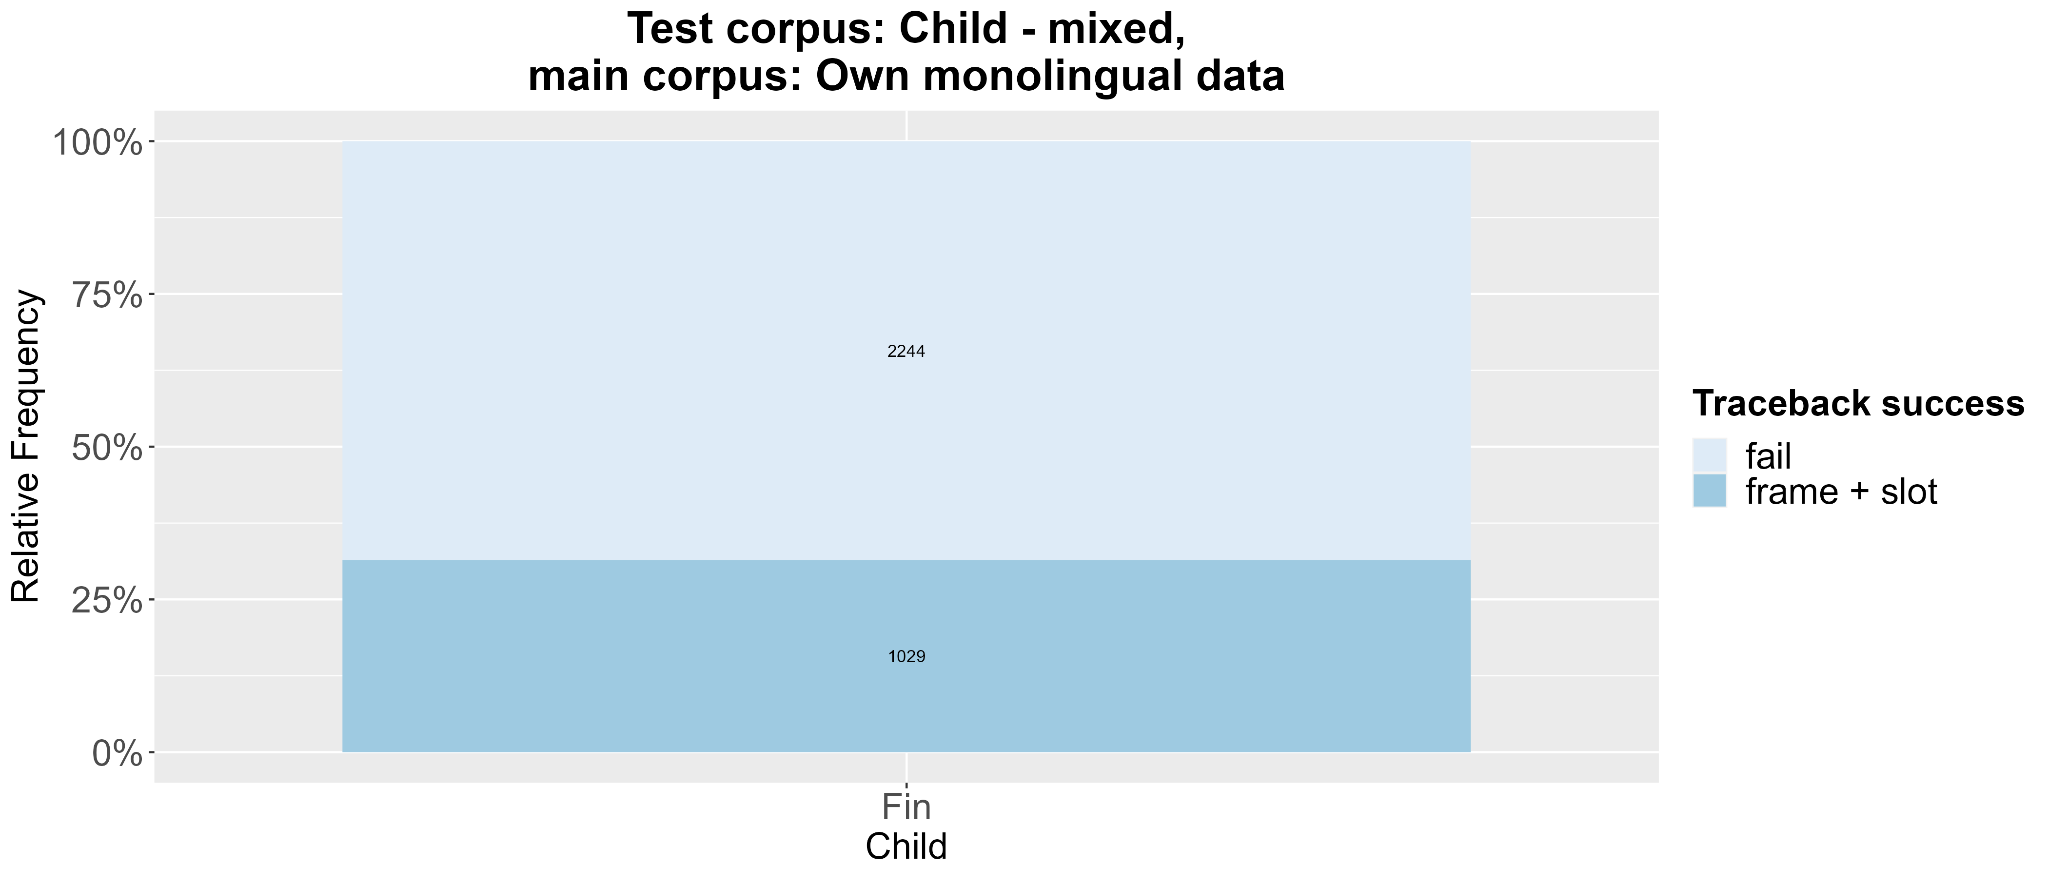 Test corpus: Child - mixed,
main corpus: Own monolingual data
Relative Frequency
100%
75%
50%
25%
0%
2244
1029
Fin
Child
Traceback success
fail
frame + slot